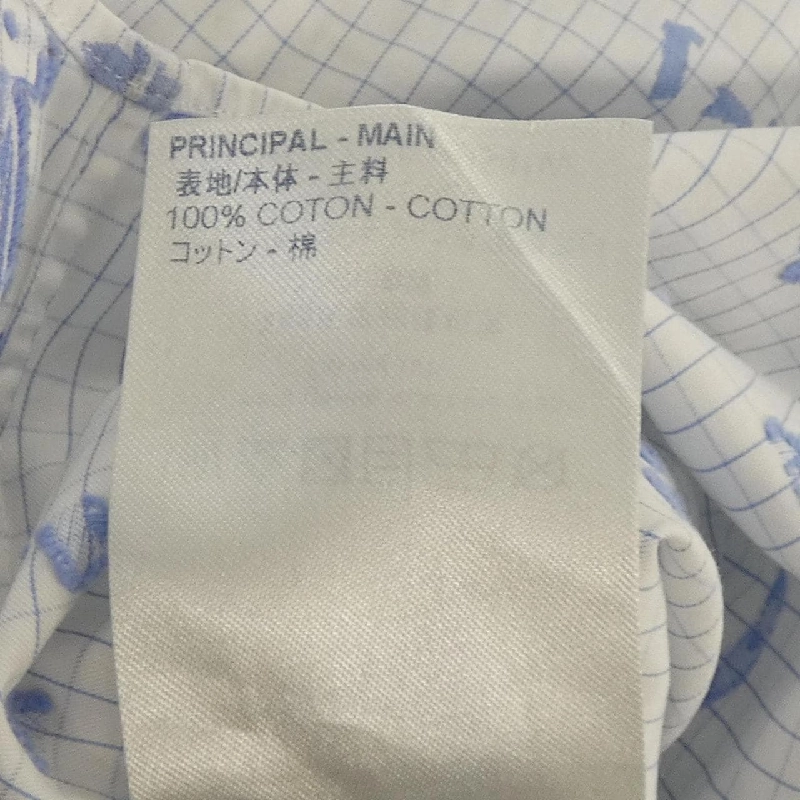 PRINCIPAL - MAIN
表地/本体 - 主料
100% COTON - COTTON
コットン - 棉